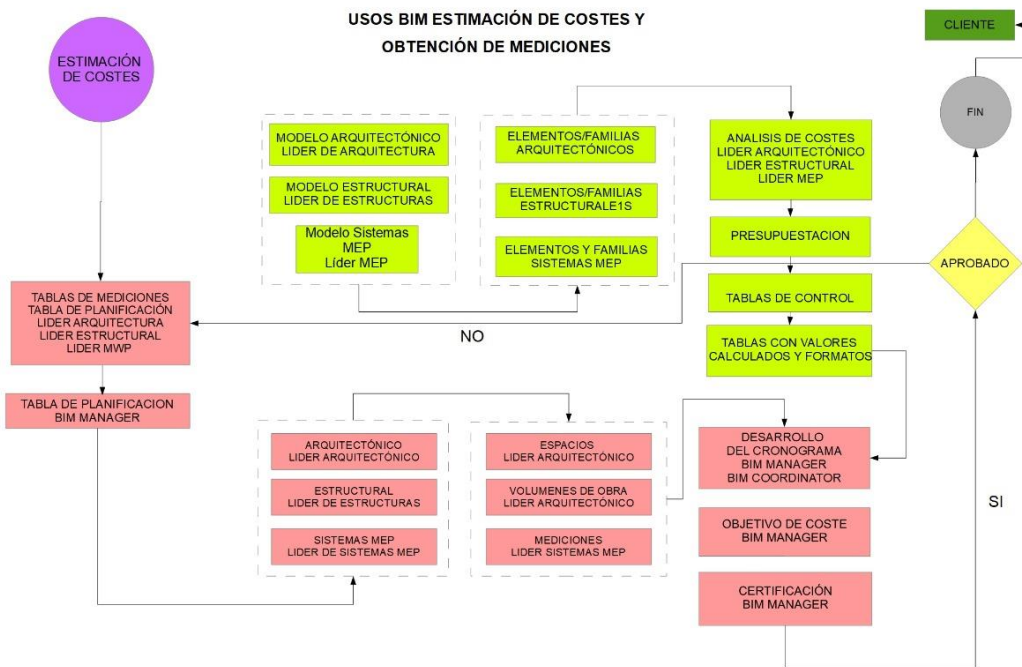 USOS BIM ESTIMACIÓN DE COSTES Y
OBTENCIÓN DE MEDICIONES
CLIENTE
ESTIMACIÓN
DE COSTES
FIN
MODELO ARQUITECTÓNICO
LIDER DE ARQUITECTURA
MODELO ESTRUCTURAL
LIDER DE ESTRUCTURAS
Modelo Sistemas
MEP
Líder MEP
ELEMENTOS/FAMILIAS
ARQUITECTÓNICOS
ELEMENTOS/FAMILIAS
ESTRUCTURALE1S
ELEMENTOS Y FAMILIAS
SISTEMAS MEP
ANALISIS DE COSTES
LIDER ARQUITECTÓNICO
LIDER ESTRUCTURAL
LIDER MEP
PRESUPUESTACION
TABLAS DE CONTROL
TABLAS CON VALORES
CALCULADOS Y FORMATOS
APROBADO
NO
SI
TABLAS DE MEDICIONES
TABLA DE PLANIFICACIÓN
LIDER ARQUITECTURA
LIDER ESTRUCTURAL
LIDER MWP
TABLA DE PLANIFICACION
BIM MANAGER
ARQUITECTÓNICO
LIDER ARQUITECTÓNICO
ESTRUCTURAL
LIDER DE ESTRUCTURAS
SISTEMAS MEP
LIDER DE SISTEMAS MEP
ESPACIOS
LIDER ARQUITECTÓNICO
VOLUMENES DE OBRA
LIDER ARQUITECTÓNICO
MEDICIONES
LIDER SISTEMAS MEP
DESARROLLO
DEL CRONOGRAMA
BIM MANAGER
BIM COORDINATOR
OBJETIVO DE COSTE
BIM MANAGER
CERTIFICACIÓN
BIM MANAGER